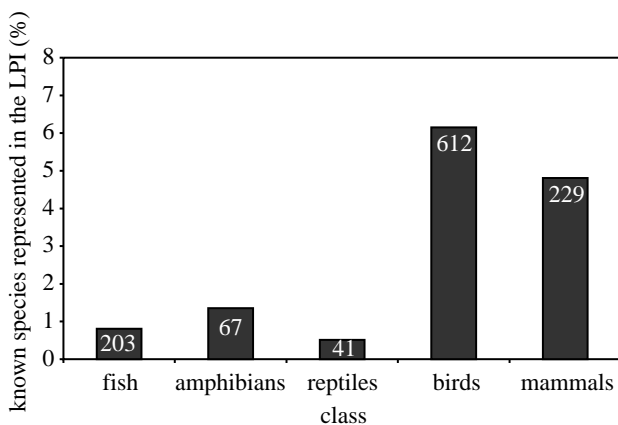 known species represented in the LPI (%)
8
7
6
5
4
3
2
1
0
203
67
41
612
229
fish
amphibians
reptiles
birds
mammals
class